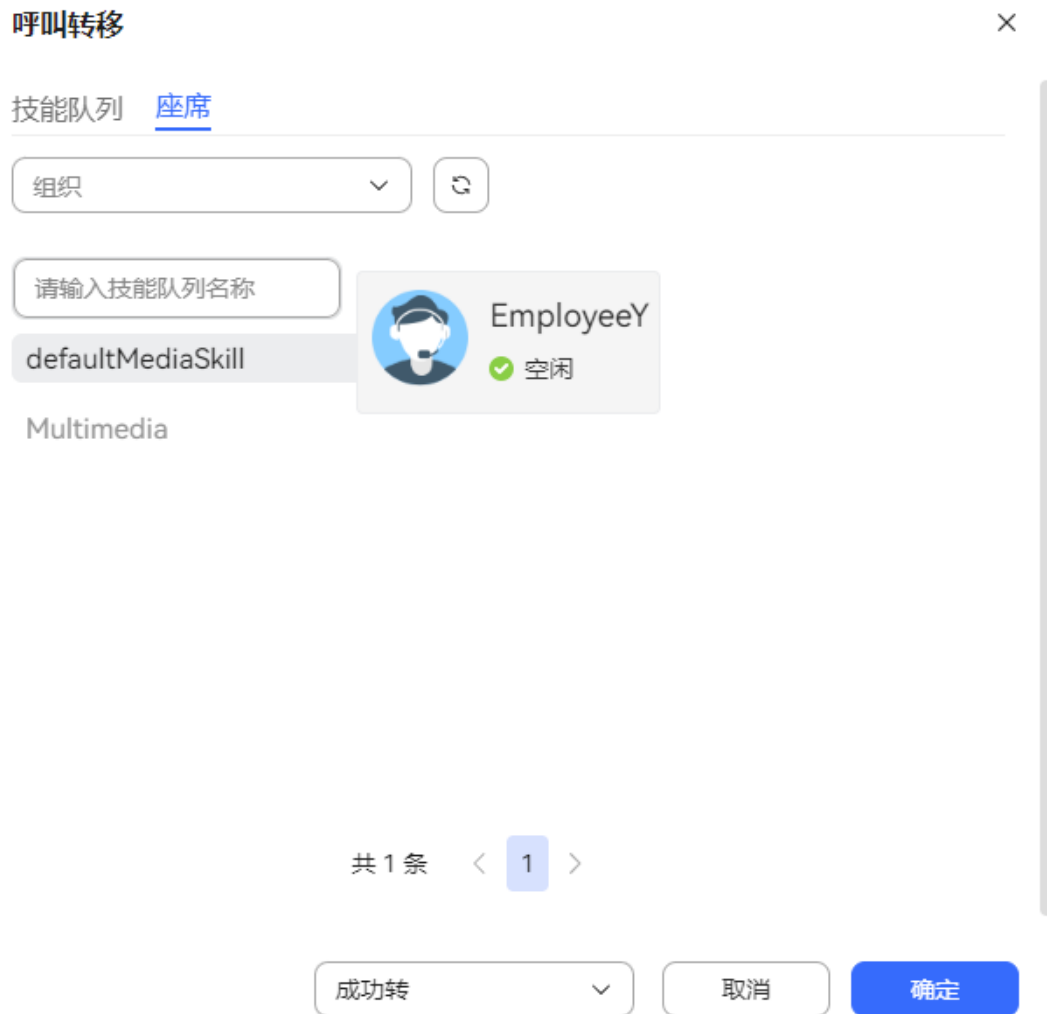 呼叫转移
技能队列 座席
组织
请输入技能队列名称
defaultMediaSkill
Multimedia
EmployeeY
空闲
共 1 条 1
成功转 取消 确定